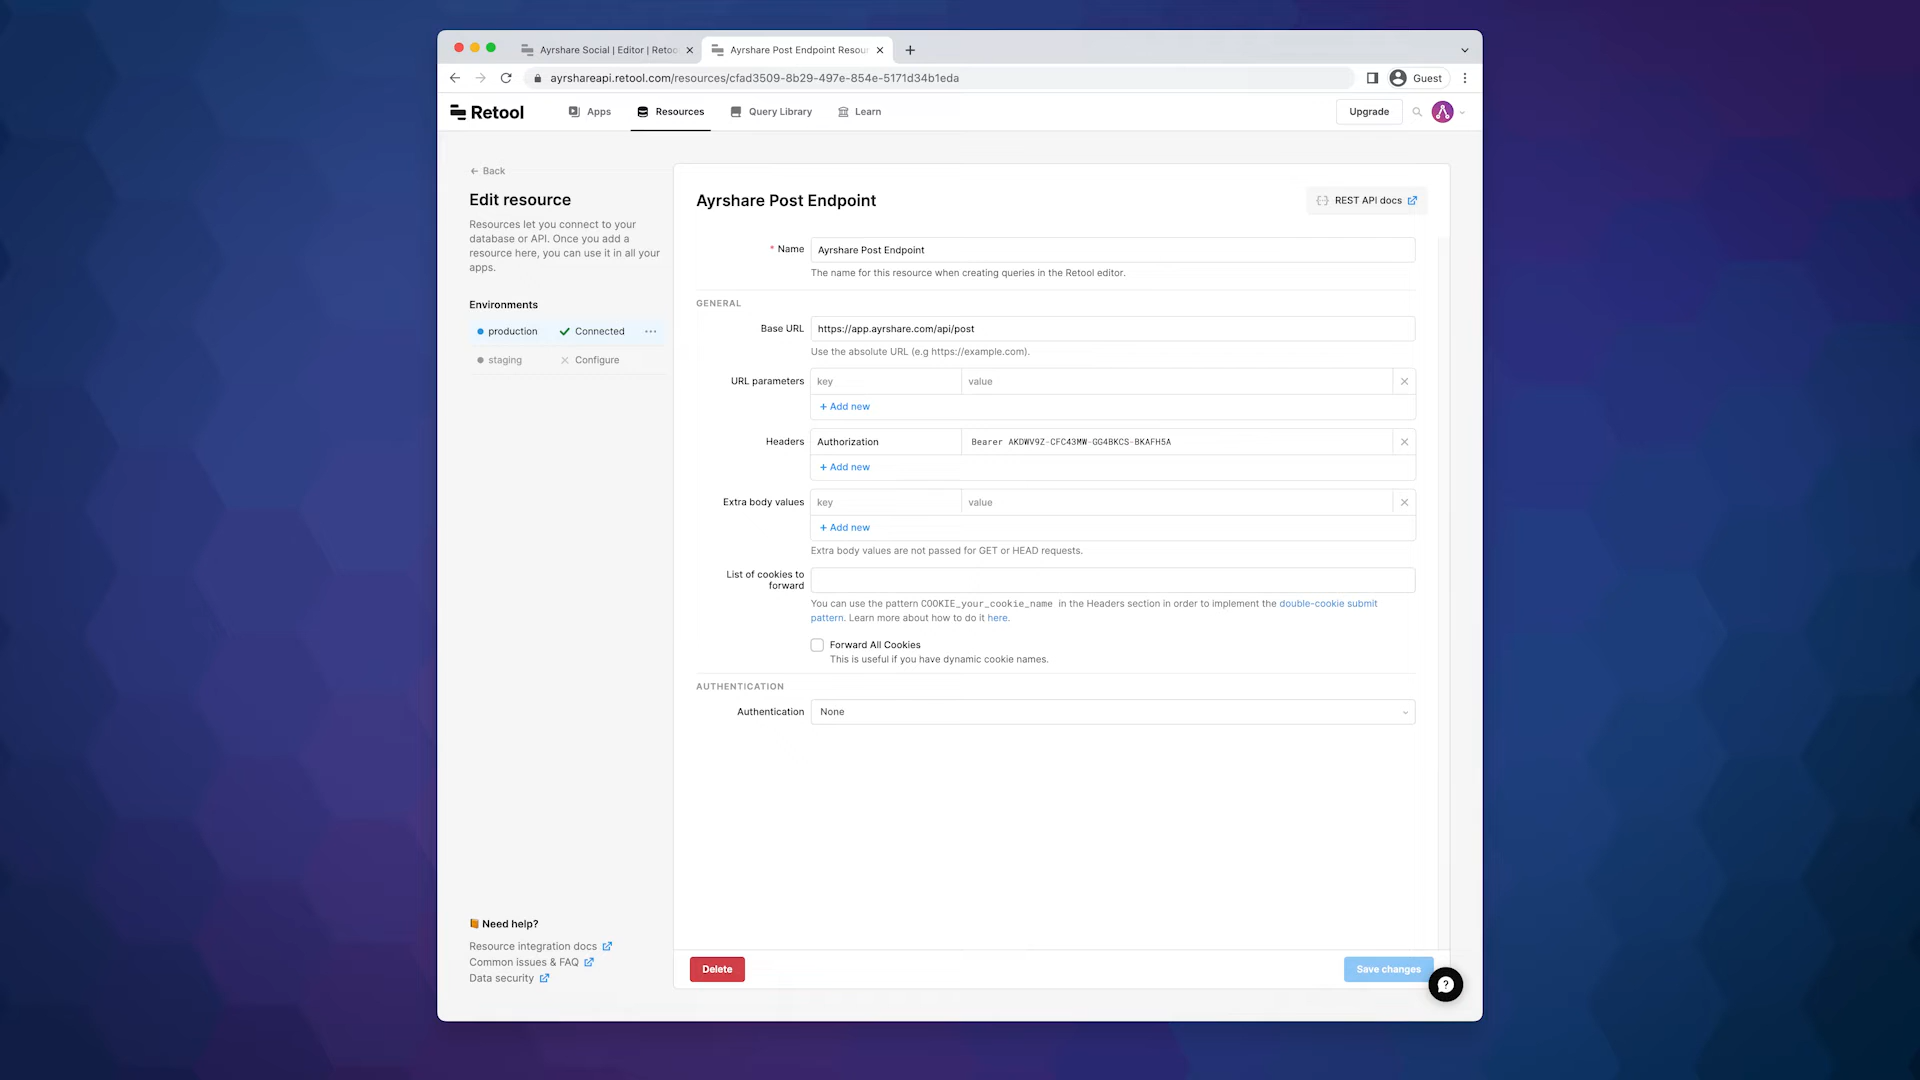 Ayrshare Social | Editor | Retoo
Ayrshare Post Endpoint Resou
ayrshareapi.retool.com/resources/cfad3509-8b29-497e-854e-5171d34b1eda
Guest
Retool
Apps
Resources
Query Library
Learn
Upgrade
Back
Edit resource
Resources let you connect to your
database or API. Once you add a
resource here, you can use it in all your
apps.
Environments
production
Connected
staging
Configure
Ayrshare Post Endpoint
REST API docs
* Name
Ayrshare Post Endpoint
The name for this resource when creating queries in the Retool editor.
GENERAL
Base URL
https://app.ayrshare.com/api/post
Use the absolute URL (e.g https://example.com).
URL parameters
key
value
+ Add new
Headers
Authorization
Bearer AKDWV9Z-CFC43MW-GG4BKCS-BKAFH5A
+ Add new
Extra body values
key
value
+ Add new
Extra body values are not passed for GET or HEAD requests.
List of cookies to
forward
You can use the pattern COOKIE_your_cookie_name in the Headers section in order to implement the double-cookie submit
pattern. Learn more about how to do it here.
Forward All Cookies
This is useful if you have dynamic cookie names.
AUTHENTICATION
Authentication
None
Need help?
Resource integration docs
Common issues & FAQ
Data security
Delete
Save changes